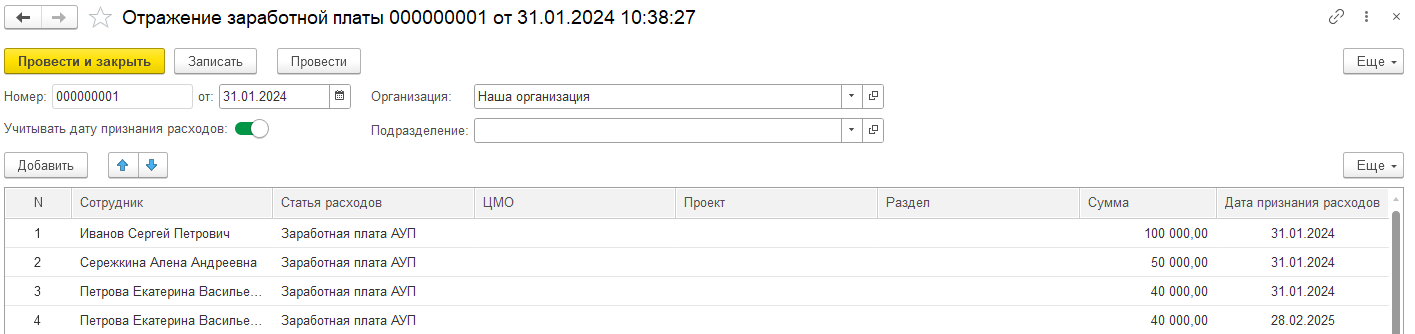 Отражение заработной платы 000000001 от 31.01.2024 10:38:27
Провести и закрыть Записать Провести Еще
Номер: 000000001 от: 31.01.2024 Организация: Наша организация
Учитывать дату признания расходов: Подразделение:
Добавить Еще
N Сотрудник Статья расходов ЦМО Проект Раздел Сумма Дата признания расходов
1 Иванов Сергей Петрович Заработная плата АУП 100 000,00 31.01.2024
2 Сережкина Алена Андреевна Заработная плата АУП 50 000,00 31.01.2024
3 Петрова Екатерина Василье... Заработная плата АУП 40 000,00 31.01.2024
4 Петрова Екатерина Василье... Заработная плата АУП 40 000,00 28.02.2025